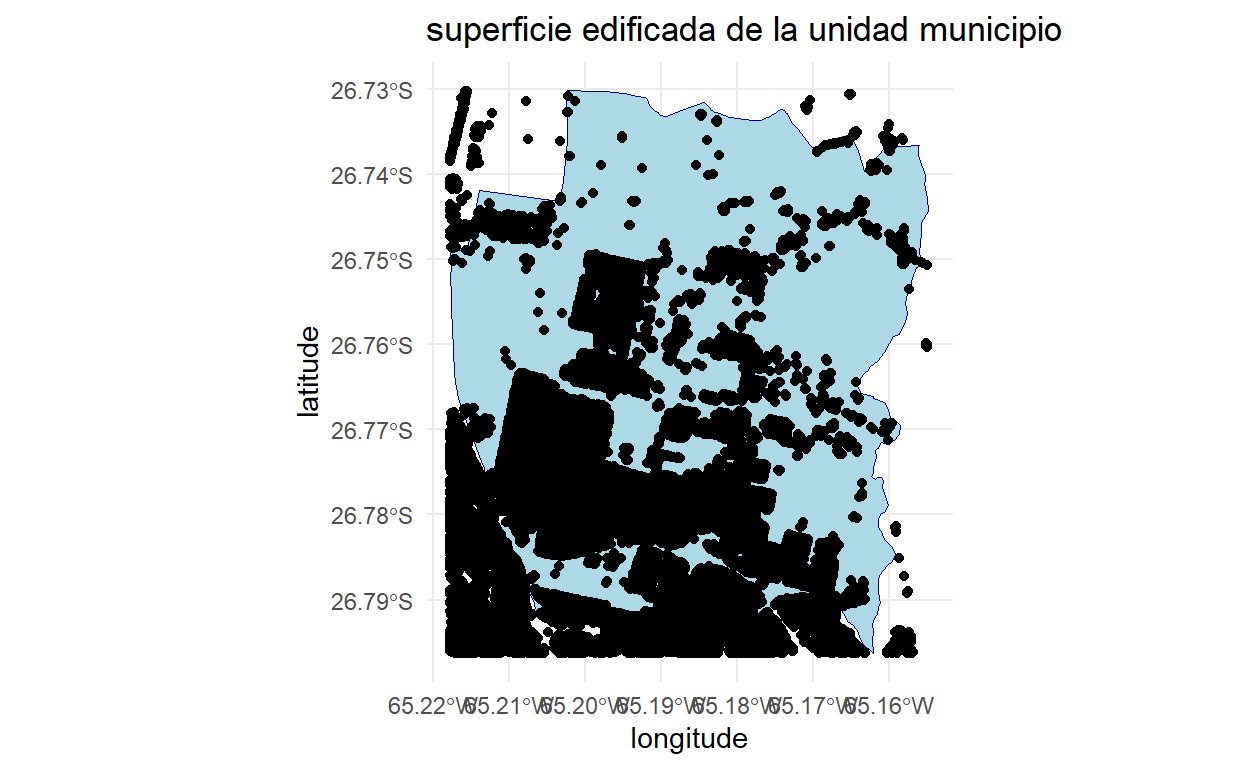 superficie edificada de la unidad municipio
26.73°S
26.74°S
26.75°S
26.76°S
26.77°S
26.78°S
26.79°S
latitude
65.22°W 65.21°W 65.20°W 65.19°W 65.18°W 65.17°W 65.16°W
longitude